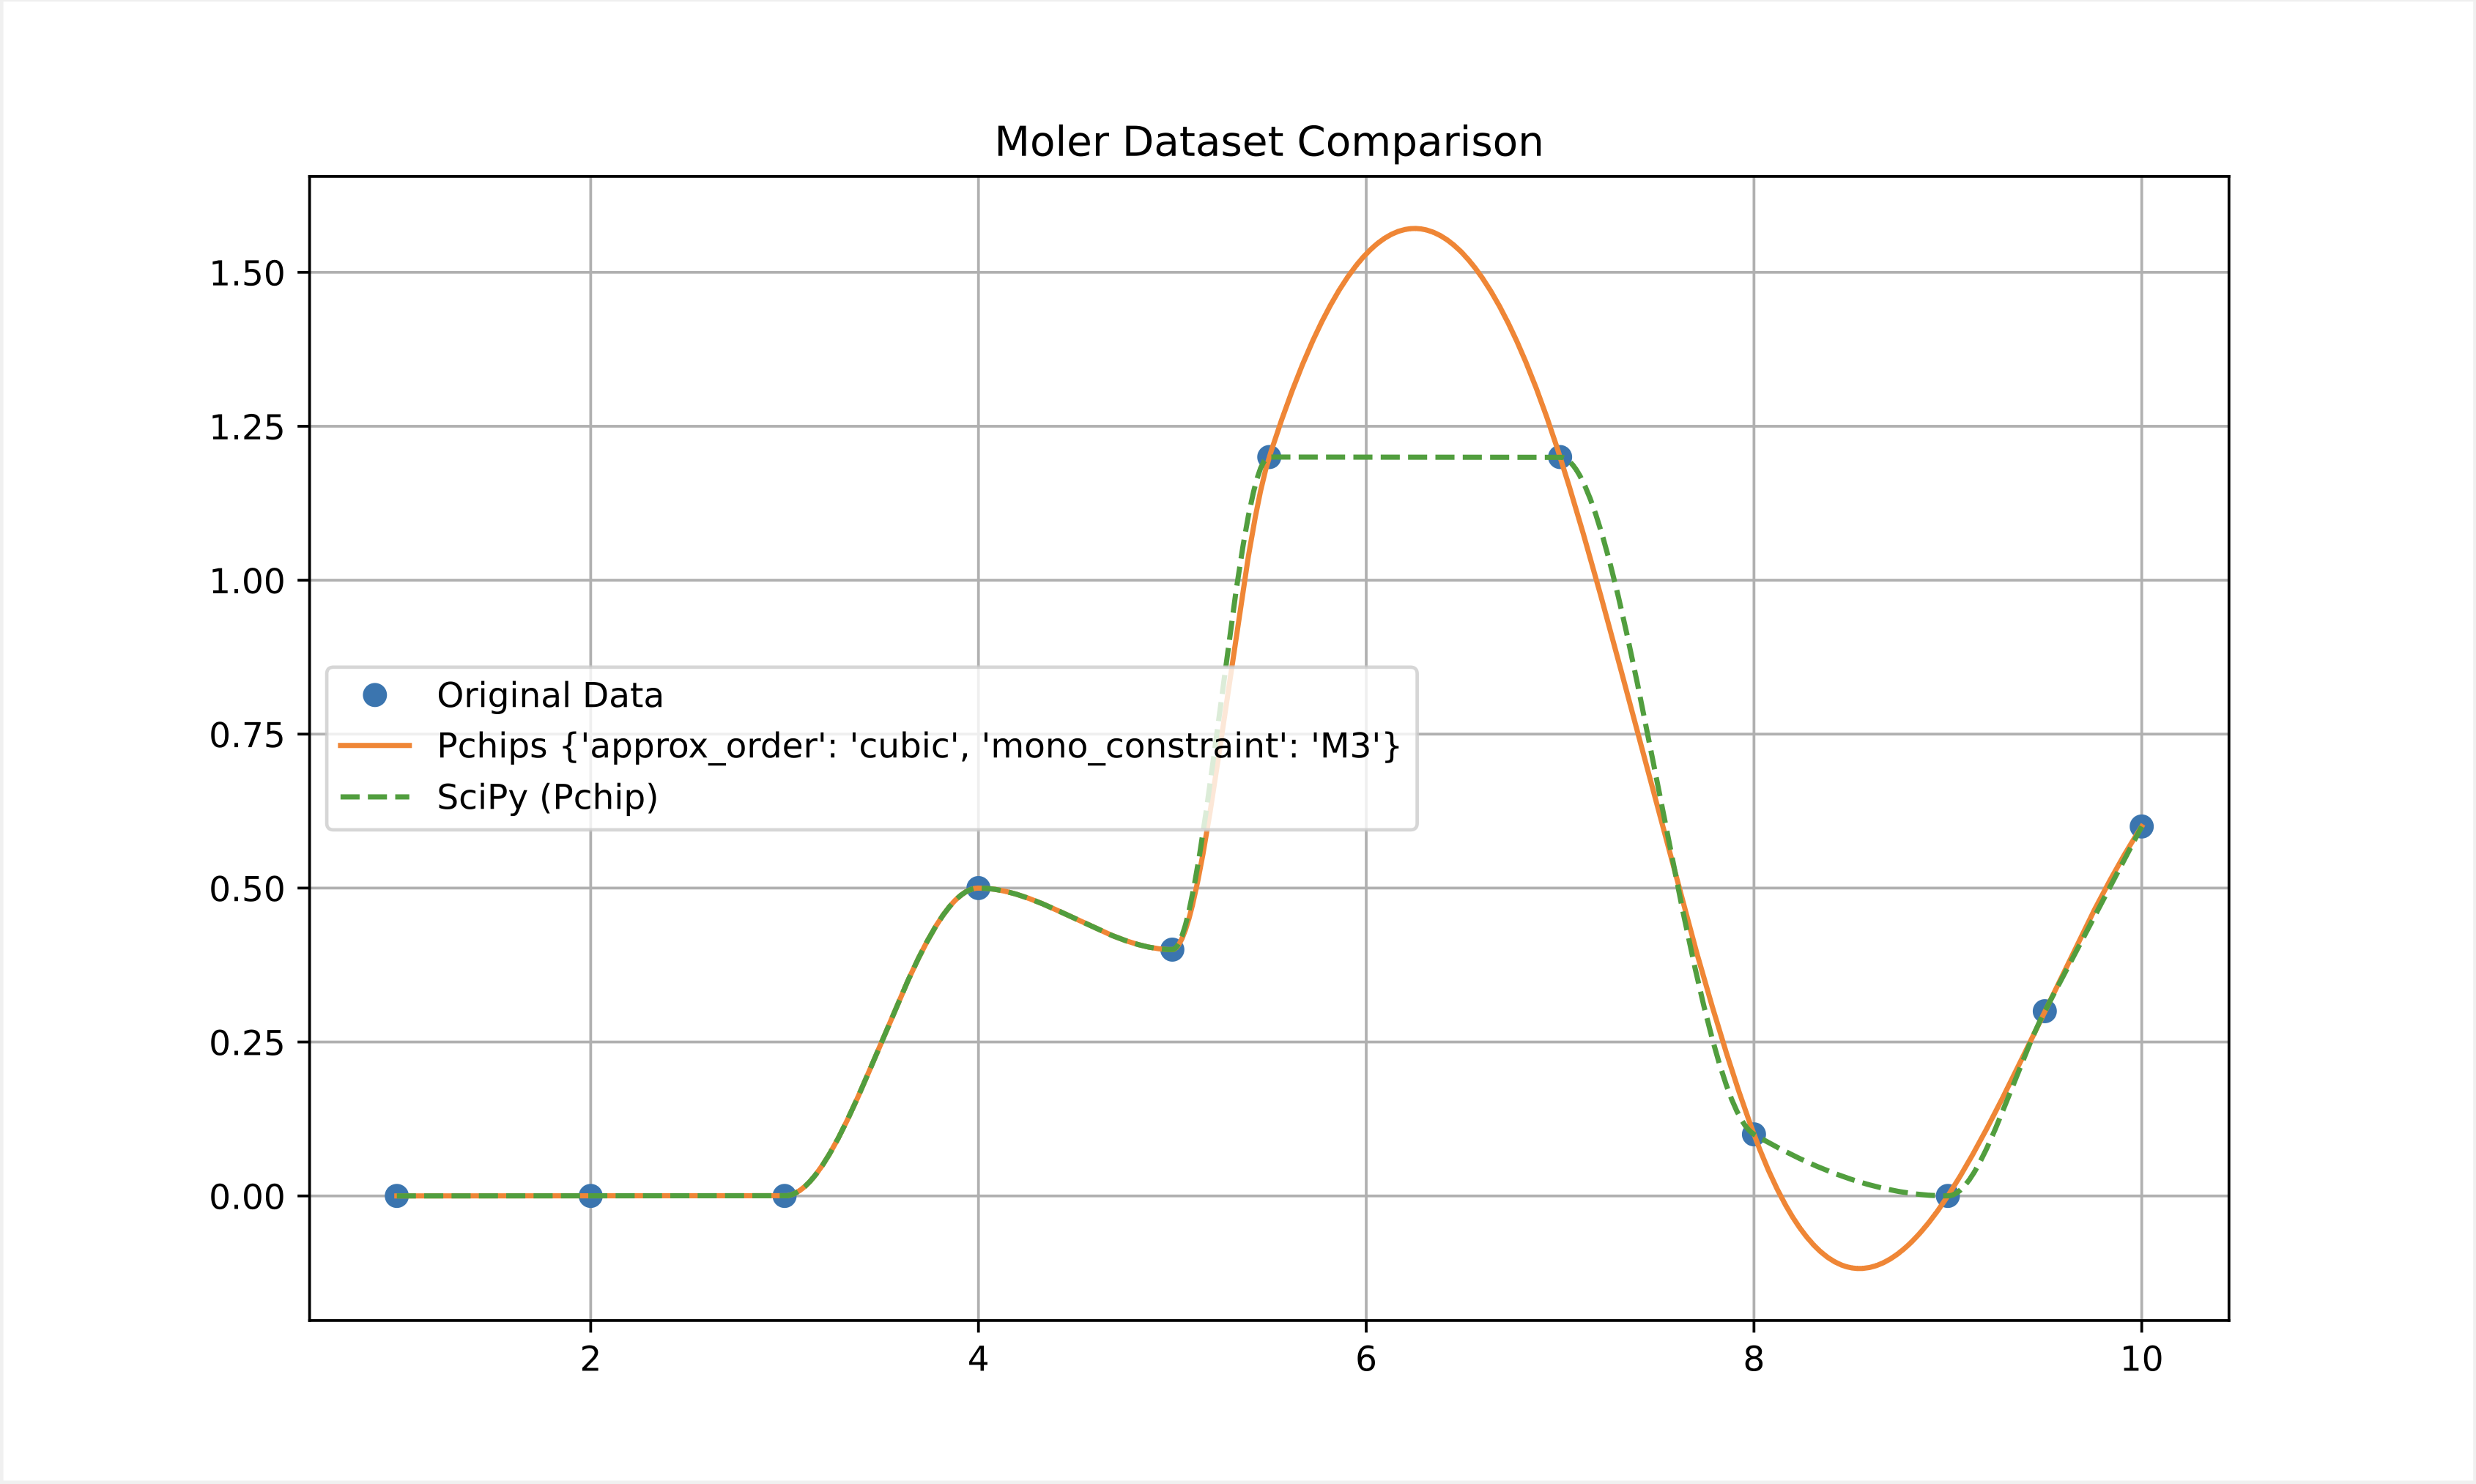 Moler Dataset Comparison
1.50
1.25
1.00
0.75
0.50
0.25
0.00
Original Data
Pchips {'approx_order': 'cubic', 'mono_constraint': 'M3'}
SciPy (Pchip)
2 4 6 8 10